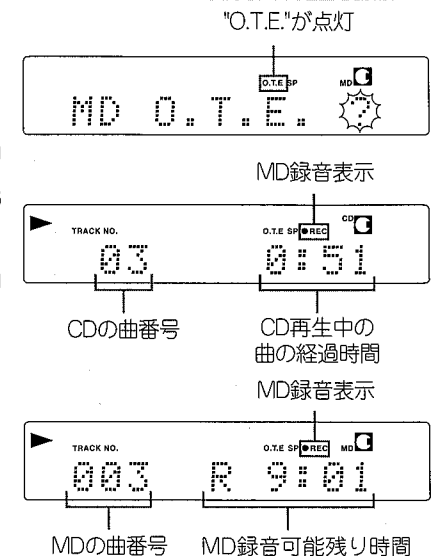 "O.T.E."が点灯
O.T.E SP MD
MD O.T.E. ?
MD録音表示
TRACK NO. O.T.E SP ●REC CD
03 0:51
CDの曲番号 CD再生中の
曲の経過時間
MD録音表示
TRACK NO. O.T.E SP ●REC MD
003 R 9:01
MDの曲番号 MD録音可能残り時間